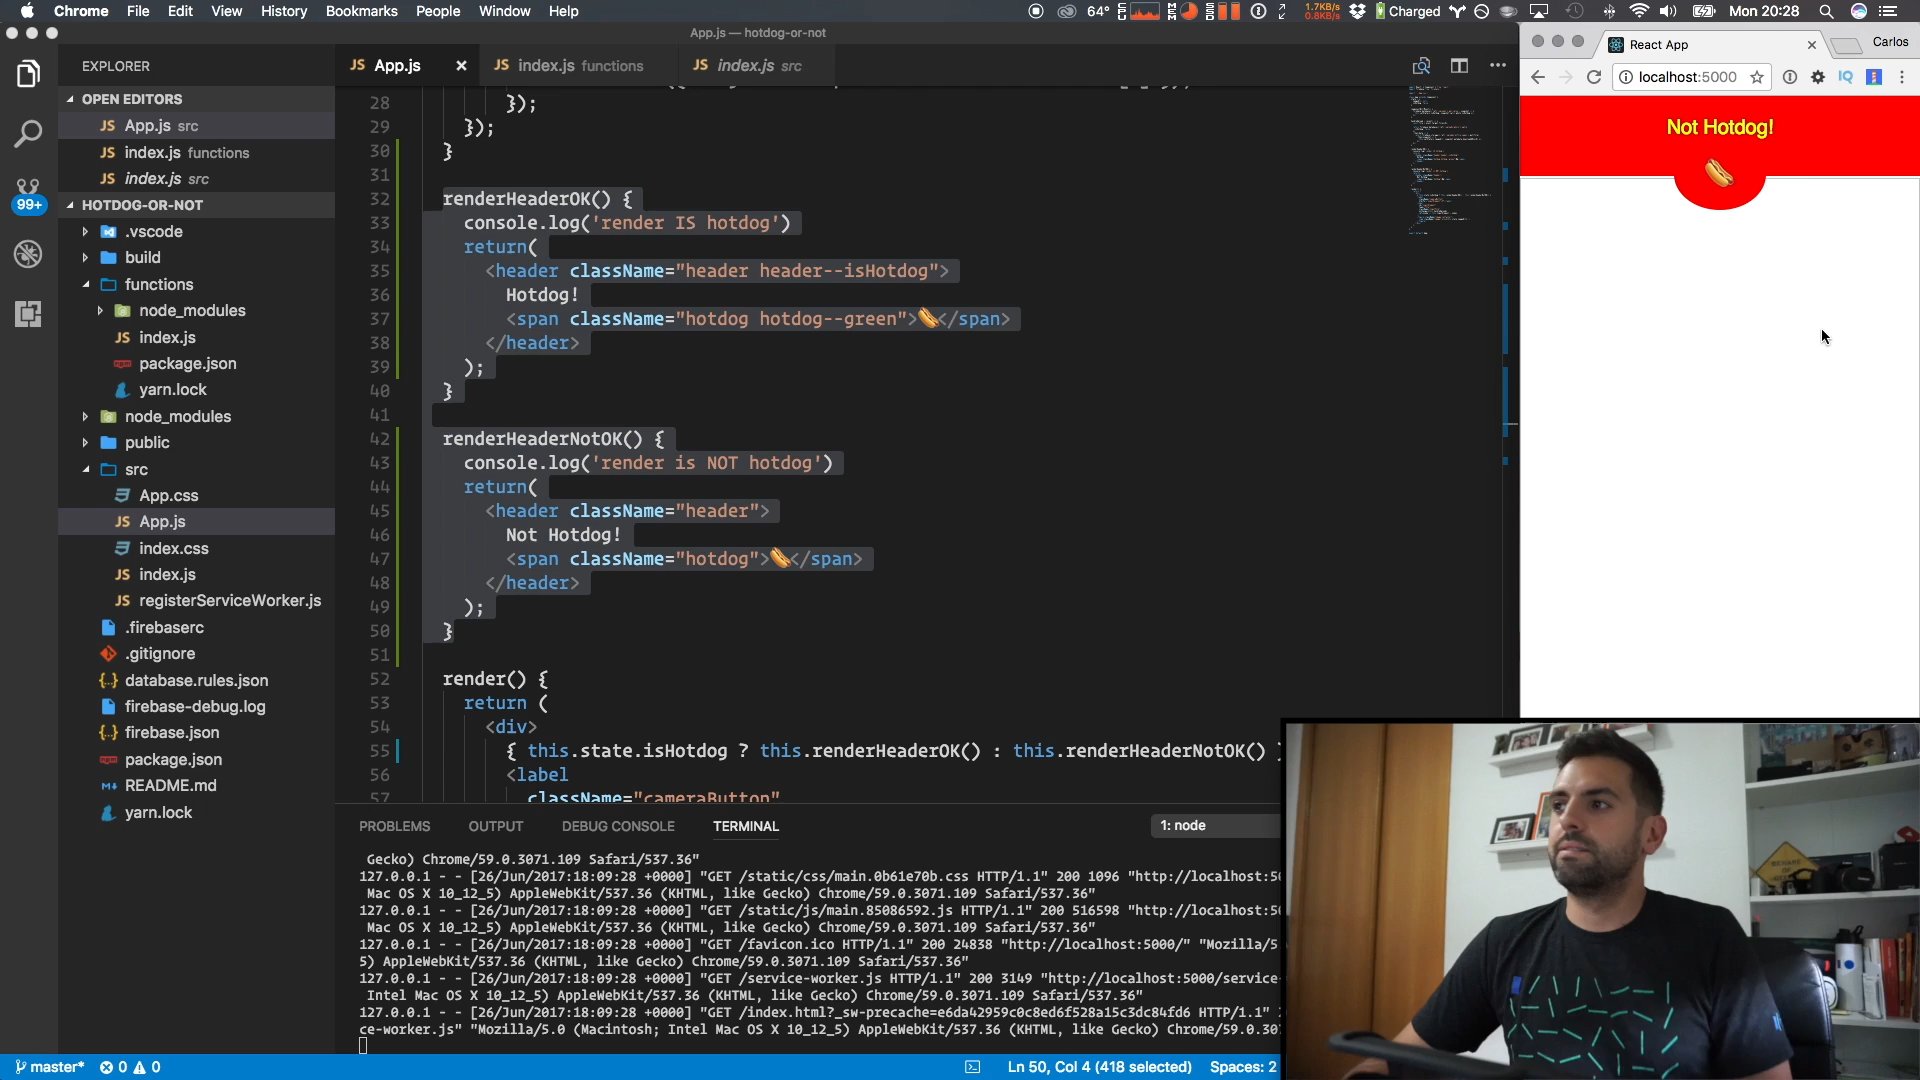 Chrome File Edit View History Bookmarks People Window Help
64° 1.7KB/s 0.8KB/s Charged Mon 20:28
App.js — hotdog-or-not
EXPLORER
OPEN EDITORS
JS App.js src
JS index.js functions
JS index.js src
99+
HOTDOG-OR-NOT
.vscode
build
functions
node_modules
JS index.js
package.json
yarn.lock
node_modules
public
src
App.css
JS App.js
index.css
JS index.js
JS registerServiceWorker.js
.firebaserc
.gitignore
{..} database.rules.json
firebase-debug.log
{..} firebase.json
package.json
README.md
yarn.lock
JS App.js × JS index.js functions JS index.js src
28 });
29 });
30 }
31
32 renderHeaderOK() {
33 console.log('render IS hotdog')
34 return(
35 <header className="header header--isHotdog">
36 Hotdog!
37 <span className="hotdog hotdog--green">🌭</span>
38 </header>
39 );
40 }
41
42 renderHeaderNotOK() {
43 console.log('render is NOT hotdog')
44 return(
45 <header className="header">
46 Not Hotdog!
47 <span className="hotdog">🌭</span>
48 </header>
49 );
50 }
51
52 render() {
53 return (
54 <div>
55 { this.state.isHotdog ? this.renderHeaderOK() : this.renderHeaderNotOK() }
56 <label
57 className="cameraButton"
PROBLEMS OUTPUT DEBUG CONSOLE TERMINAL 1: node
Gecko) Chrome/59.0.3071.109 Safari/537.36"
127.0.0.1 - - [26/Jun/2017:18:09:28 +0000] "GET /static/css/main.0b61e70b.css HTTP/1.1" 200 1096 "http://localhost:50
Mac OS X 10_12_5) AppleWebKit/537.36 (KHTML, like Gecko) Chrome/59.0.3071.109 Safari/537.36"
127.0.0.1 - - [26/Jun/2017:18:09:28 +0000] "GET /static/js/main.85086592.js HTTP/1.1" 200 516598 "http://localhost:50
Mac OS X 10_12_5) AppleWebKit/537.36 (KHTML, like Gecko) Chrome/59.0.3071.109 Safari/537.36"
127.0.0.1 - - [26/Jun/2017:18:09:28 +0000] "GET /favicon.ico HTTP/1.1" 200 24838 "http://localhost:5000/" "Mozilla/5
5) AppleWebKit/537.36 (KHTML, like Gecko) Chrome/59.0.3071.109 Safari/537.36"
127.0.0.1 - - [26/Jun/2017:18:09:28 +0000] "GET /service-worker.js HTTP/1.1" 200 3149 "http://localhost:5000/service-
Intel Mac OS X 10_12_5) AppleWebKit/537.36 (KHTML, like Gecko) Chrome/59.0.3071.109 Safari/537.36"
127.0.0.1 - - [26/Jun/2017:18:09:28 +0000] "GET /index.html?_sw-precache=e6da42959c0c8ed6f528a15c3dc84fd6 HTTP/1.1"
ce-worker.js" "Mozilla/5.0 (Macintosh; Intel Mac OS X 10_12_5) AppleWebKit/537.36 (KHTML, like Gecko) Chrome/59.0.30
master* 0 0 Ln 50, Col 4 (418 selected) Spaces: 2
React App × Carlos
localhost:5000
Not Hotdog!
BEWARE